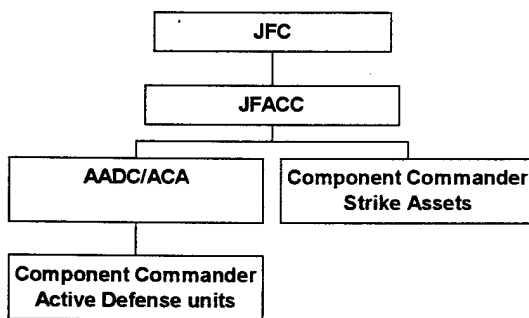 JFC
JFACC
AADC/ACA
Component Commander
Strike Assets
Component Commander
Active Defense units